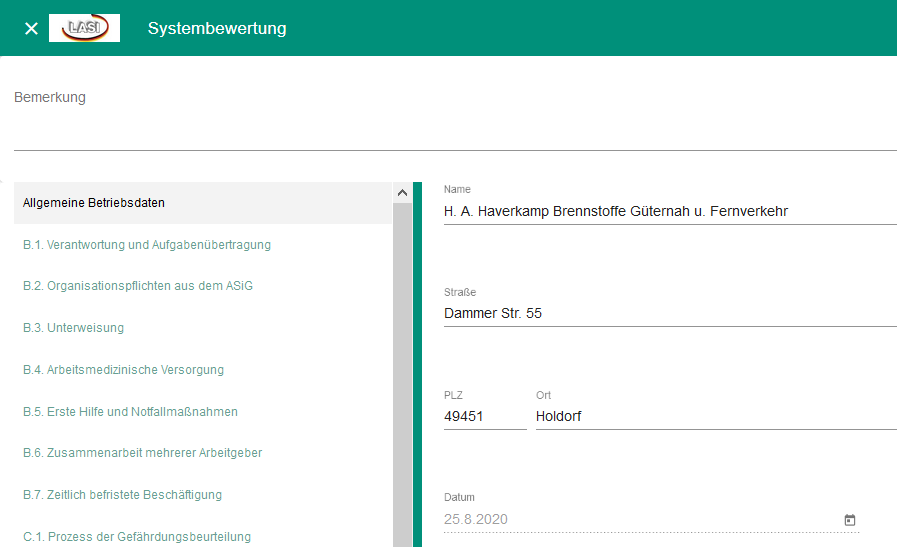 LASI
Systembewertung
Bemerkung
Allgemeine Betriebsdaten
B.1. Verantwortung und Aufgabenübertragung
B.2. Organisationspflichten aus dem ASiG
B.3. Unterweisung
B.4. Arbeitsmedizinische Versorgung
B.5. Erste Hilfe und Notfallmaßnahmen
B.6. Zusammenarbeit mehrerer Arbeitgeber
B.7. Zeitlich befristete Beschäftigung
C.1. Prozess der Gefährdungsbeurteilung
Name
H. A. Haverkamp Brennstoffe Güternah u. Fernverkehr
Straße
Dammer Str. 55
PLZ Ort
49451 Holdorf
Datum
25.8.2020